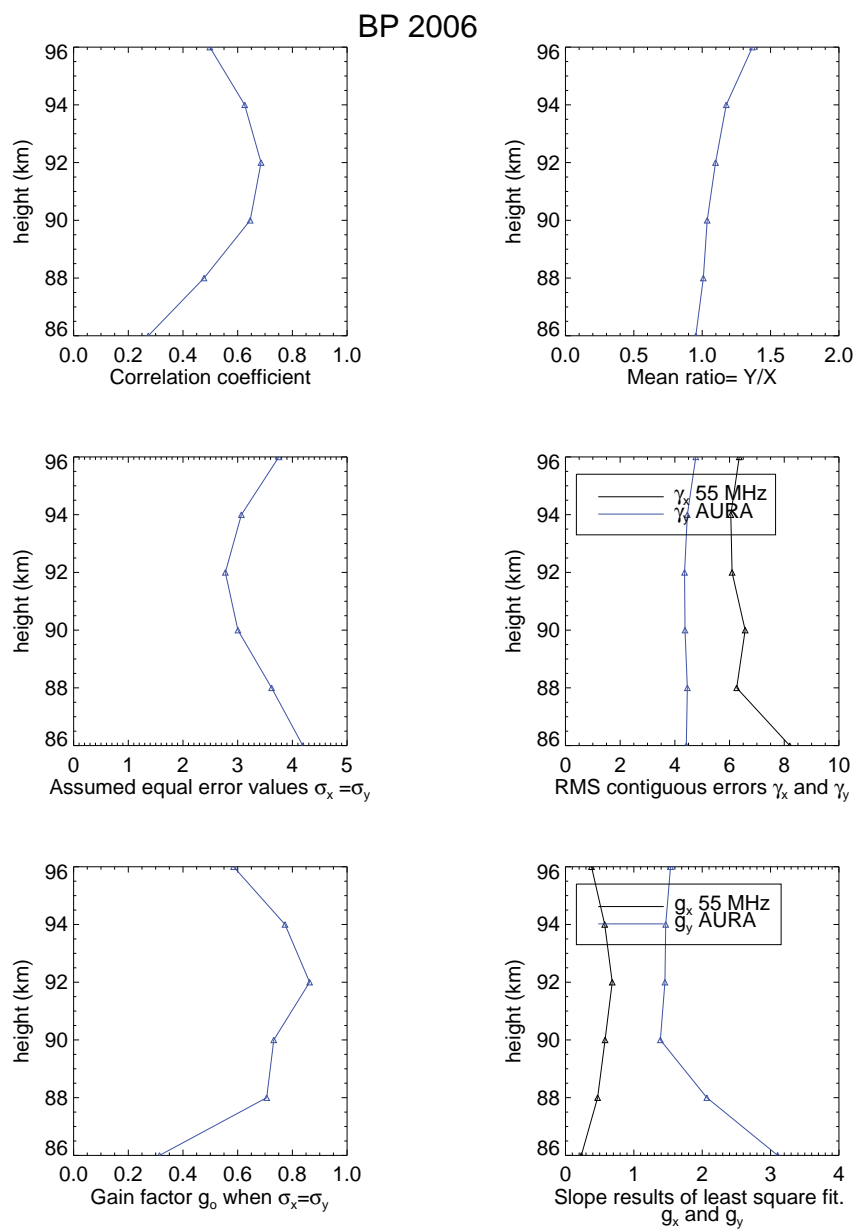 BP 2006
96
94
92
90
88
86
height (km)
0.0 0.2 0.4 0.6 0.8 1.0
Correlation coefficient
96
94
92
90
88
86
height (km)
0.0 0.5 1.0 1.5 2.0
Mean ratio= Y/X
96
94
92
90
88
86
height (km)
0 1 2 3 4 5
Assumed equal error values σx =σy
96
94
92
90
88
86
height (km)
γx 55 MHz
γy AURA
0 2 4 6 8 10
RMS contiguous errors γx and γy
96
94
92
90
88
86
height (km)
0.0 0.2 0.4 0.6 0.8 1.0
Gain factor go when σx=σy
96
94
92
90
88
86
height (km)
gx 55 MHz
gy AURA
0 1 2 3 4
Slope results of least square fit.
gx and gy